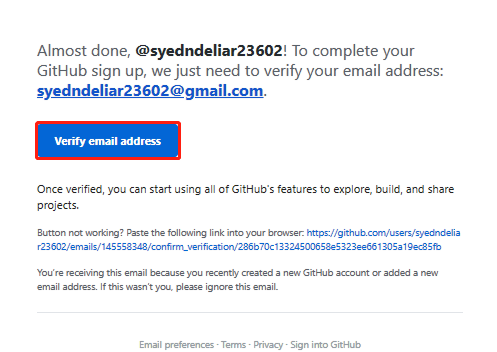 Almost done, @syedndeliar23602! To complete your
GitHub sign up, we just need to verify your email address:
syedndeliar23602@gmail.com.
Verify email address
Once verified, you can start using all of GitHub's features to explore, build, and share
projects.
Button not working? Paste the following link into your browser: https://github.com/users/syedndelia
r23602/emails/145558348/confirm_verification/286b70c13324500658e5323ee661305a19ec85fb
You're receiving this email because you recently created a new GitHub account or added a new
email address. If this wasn't you, please ignore this email.
Email preferences · Terms · Privacy · Sign into GitHub